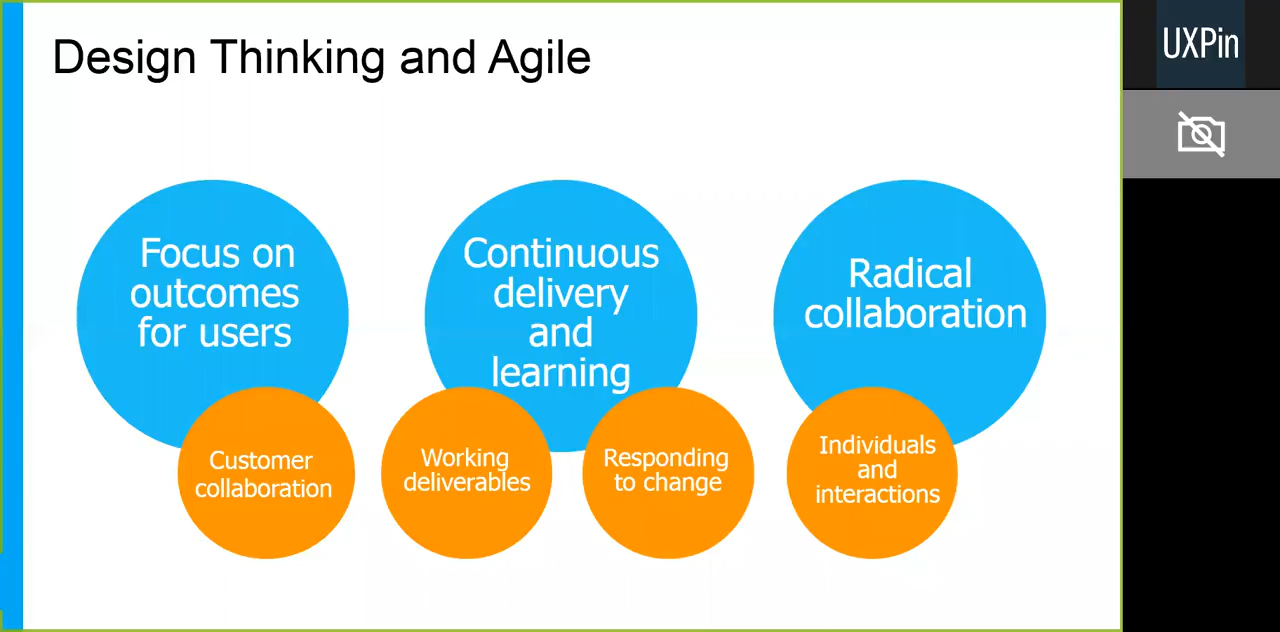 Design Thinking and Agile
UXPin
Focus on
outcomes
for users
Continuous
delivery
and
learning
Radical
collaboration
Customer
collaboration
Working
deliverables
Responding
to change
Individuals
and
interactions